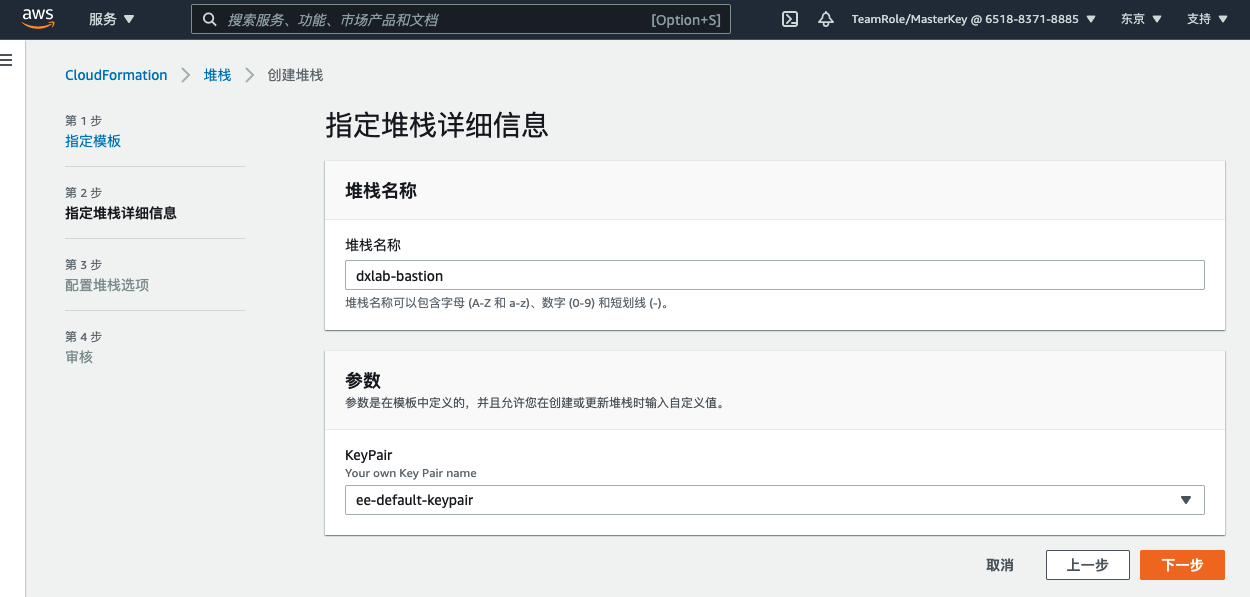 aws 服务 ▼ 搜索服务、功能、市场产品和文档 [Option+S] TeamRole/MasterKey @ 6518-8371-8885 ▼ 东京 ▼ 支持 ▼
CloudFormation > 堆栈 > 创建堆栈
第 1 步
指定模板
第 2 步
指定堆栈详细信息
第 3 步
配置堆栈选项
第 4 步
审核
指定堆栈详细信息
堆栈名称
堆栈名称
dxlab-bastion
堆栈名称可以包含字母 (A-Z 和 a-z)、数字 (0-9) 和短划线 (-)。
参数
参数是在模板中定义的，并且允许您在创建或更新堆栈时输入自定义值。
KeyPair
Your own Key Pair name
ee-default-keypair
取消 上一步 下一步